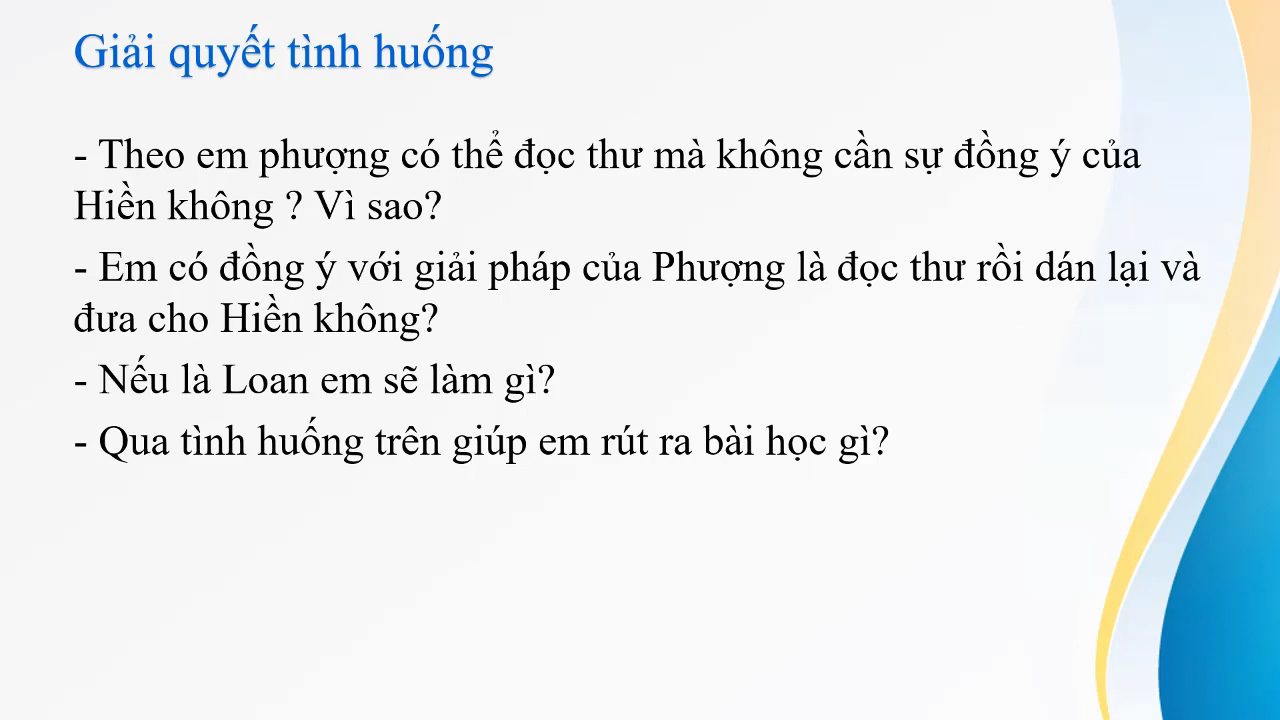 Giải quyết tình huống
- Theo em phượng có thể đọc thư mà không cần sự đồng ý của
Hiền không ? Vì sao?
- Em có đồng ý với giải pháp của Phượng là đọc thư rồi dán lại và
đưa cho Hiền không?
- Nếu là Loan em sẽ làm gì?
- Qua tình huống trên giúp em rút ra bài học gì?